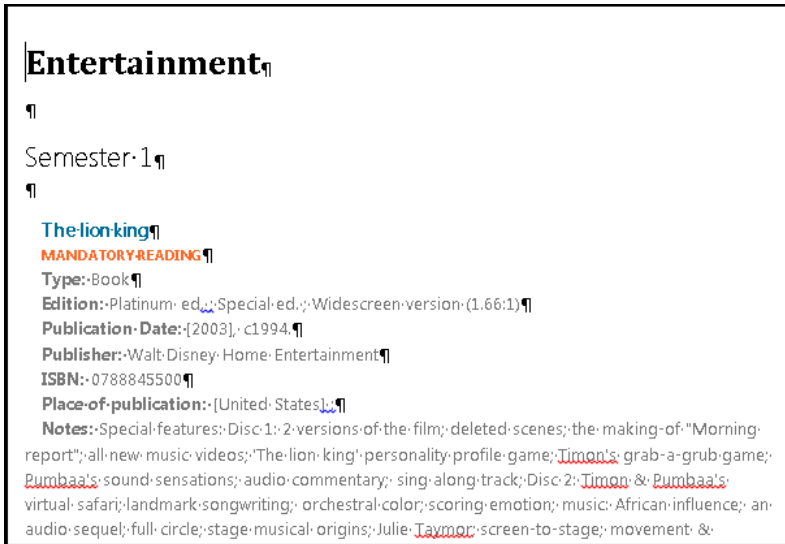 Entertainment¶
¶
Semester·1¶
¶
The·lion·king¶
MANDATORY·READING¶
Type:·Book¶
Edition:·Platinum·ed.;·Special·ed.·;·Widescreen·version·(1.66:1)¶
Publication·Date:·[2003],·c1994.¶
Publisher:·Walt·Disney·Home·Entertainment¶
ISBN:·0788845500¶
Place·of·publication:·[United·States]·:¶
Notes:·Special·features:·Disc·1:·2·versions·of·the·film;·deleted·scenes;·the·making-of·"Morning·
report";·all·new·music·videos;·'The·lion·king'·personality·profile·game;·Timon's·grab-a-grub·game;·
Pumbaa's·sound·sensations;·audio·commentary;·sing·along·track;·Disc·2:·Timon·&·Pumbaa's·
virtual·safari;·landmark·songwriting;·orchestral·color;·scoring·emotion;·music:·African·influence;·an·
audio·sequel;·full·circle;·stage·musical·origins;·Julie·Taymor;·screen-to-stage;·movement·&·